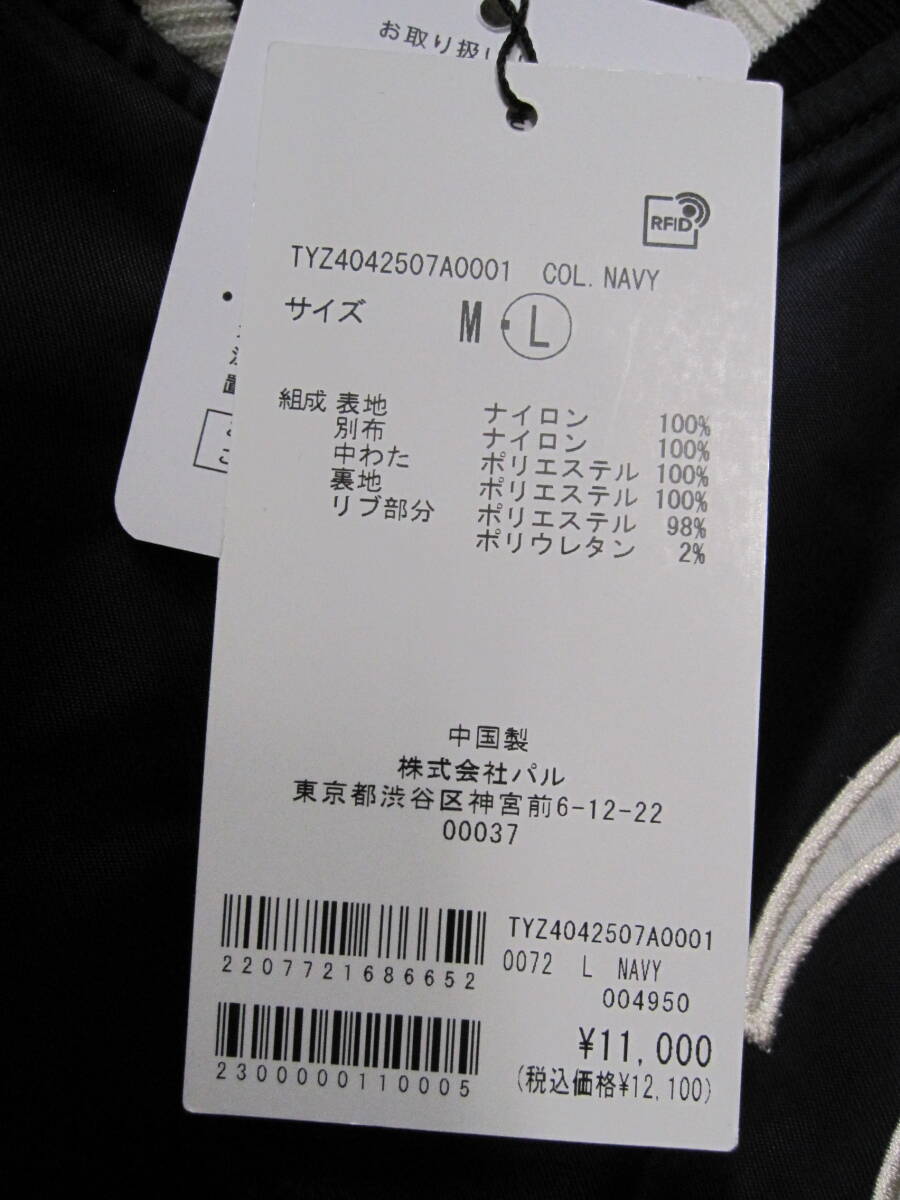 お取り扱い
RFID
TYZ4042507A0001 COL. NAVY
サイズ M・L
組成 表地 ナイロン 100%
別布 ナイロン 100%
中わた ポリエステル 100%
裏地 ポリエステル 100%
リブ部分 ポリエステル 98%
ポリウレタン 2%
中国製
株式会社パル
東京都渋谷区神宮前6-12-22
00037
TYZ4042507A0001
2207721686652 0072 L NAVY
004950
¥11,000
2300000110005 (税込価格¥12,100)